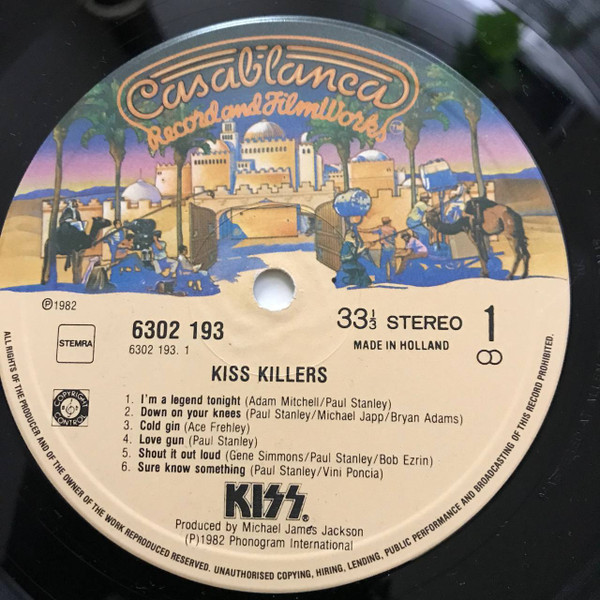 Casablanca
Record and FilmWorks™
℗1982
STEMRA
6302 193
6302 193. 1
33⅓ STEREO 1
MADE IN HOLLAND
KISS KILLERS
COPYRIGHT CONTROL
1. I'm a legend tonight (Adam Mitchell/Paul Stanley)
2. Down on your knees (Paul Stanley/Michael Japp/Bryan Adams)
3. Cold gin (Ace Frehley)
4. Love gun (Paul Stanley)
5. Shout it out loud (Gene Simmons/Paul Stanley/Bob Ezrin)
6. Sure know something (Paul Stanley/Vini Poncia)
KISS®
Produced by Michael James Jackson
(P)1982 Phonogram International
ALL RIGHTS OF THE PRODUCER AND OF THE OWNER OF THE WORK REPRODUCED RESERVED. UNAUTHORISED COPYING, HIRING, LENDING, PUBLIC PERFORMANCE AND BROADCASTING OF THIS RECORD PROHIBITED.